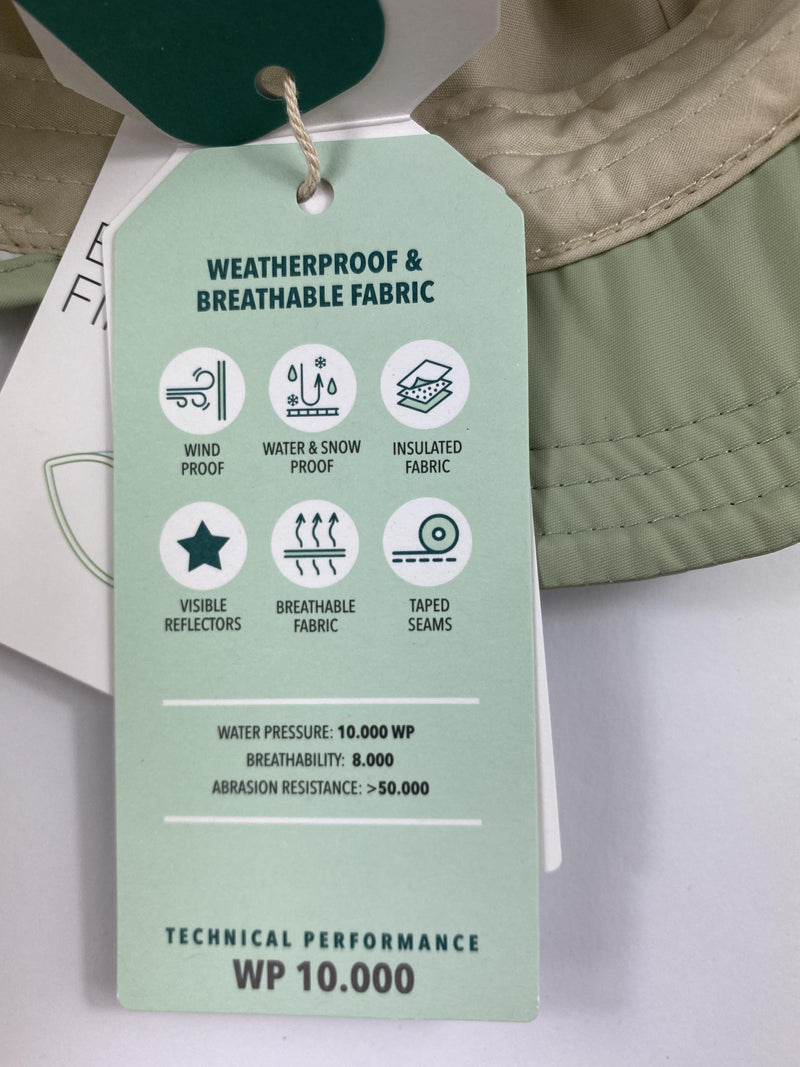 WEATHERPROOF &
BREATHABLE FABRIC
WIND
PROOF
WATER & SNOW
PROOF
INSULATED
FABRIC
VISIBLE
REFLECTORS
BREATHABLE
FABRIC
TAPED
SEAMS
WATER PRESSURE: 10.000 WP
BREATHABILITY: 8.000
ABRASION RESISTANCE: >50.000
TECHNICAL PERFORMANCE
WP 10.000